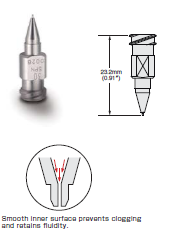 23.2mm
(0.91")
Smooth inner surface prevents clogging
and retains fluidity.